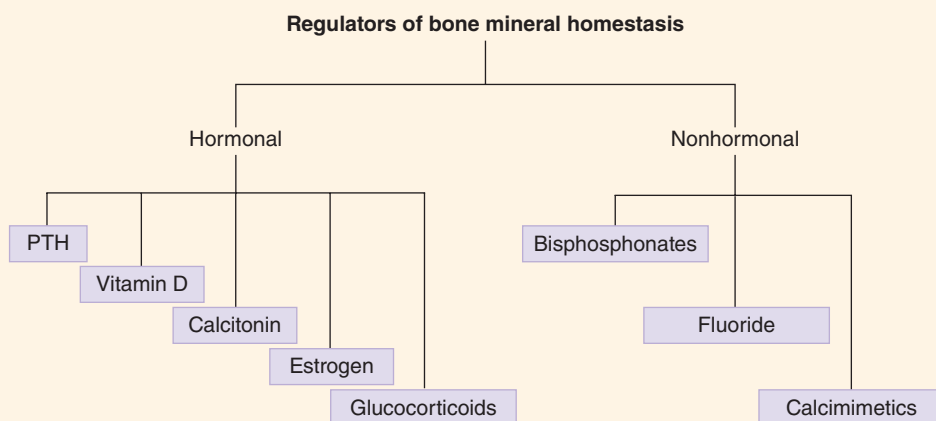 Regulators of bone mineral homestasis
Hormonal
Nonhormonal
PTH
Vitamin D
Calcitonin
Estrogen
Glucocorticoids
Bisphosphonates
Fluoride
Calcimimetics